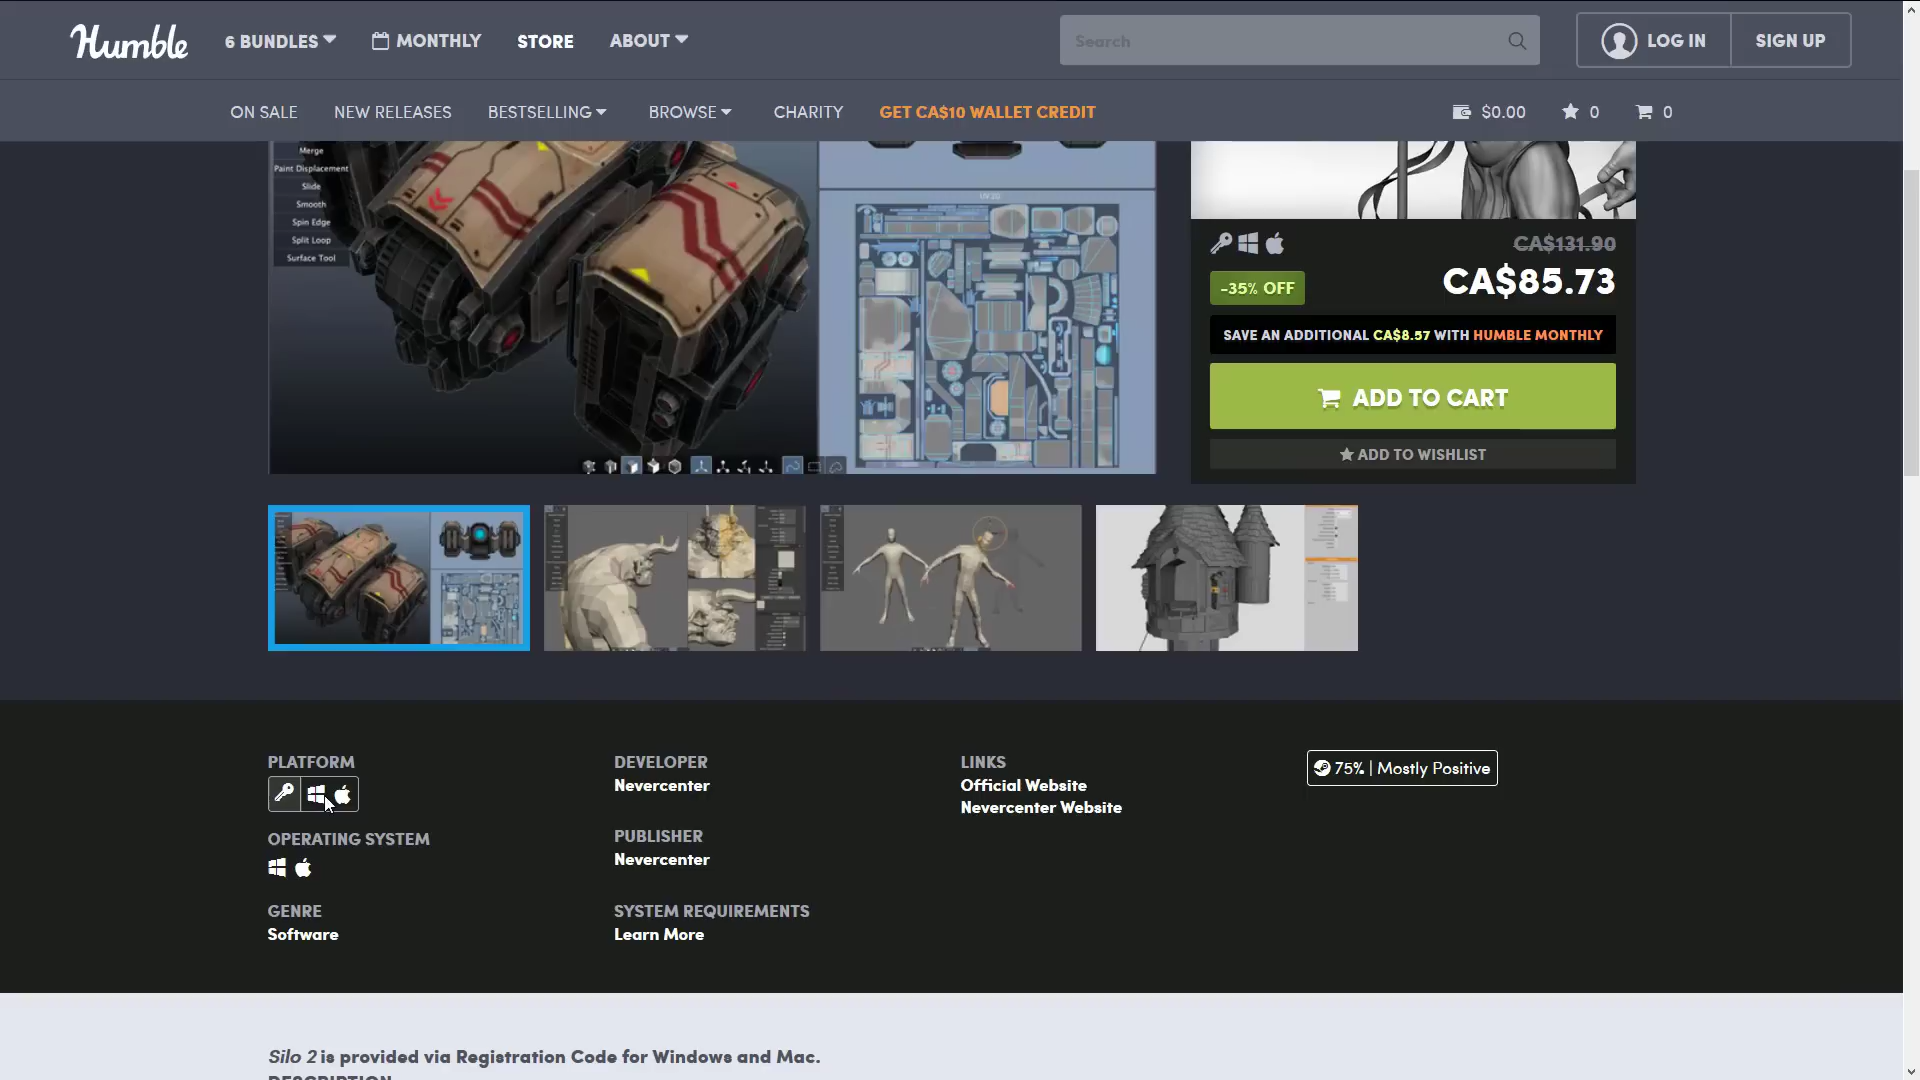 Humble
6 BUNDLES
MONTHLY
STORE
ABOUT
Search
LOG IN
SIGN UP
ON SALE
NEW RELEASES
BESTSELLING
BROWSE
CHARITY
GET CA$10 WALLET CREDIT
$0.00
0
0
Merge
Paint Displacement
Slide
Smooth
Spin Edge
Split Loop
Surface Tool
CA$131.90
-35% OFF
CA$85.73
SAVE AN ADDITIONAL CA$8.57 WITH HUMBLE MONTHLY
ADD TO CART
ADD TO WISHLIST
PLATFORM
OPERATING SYSTEM
GENRE
Software
DEVELOPER
Nevercenter
PUBLISHER
Nevercenter
SYSTEM REQUIREMENTS
Learn More
LINKS
Official Website
Nevercenter Website
75% | Mostly Positive
Silo 2 is provided via Registration Code for Windows and Mac.
DESCRIPTION